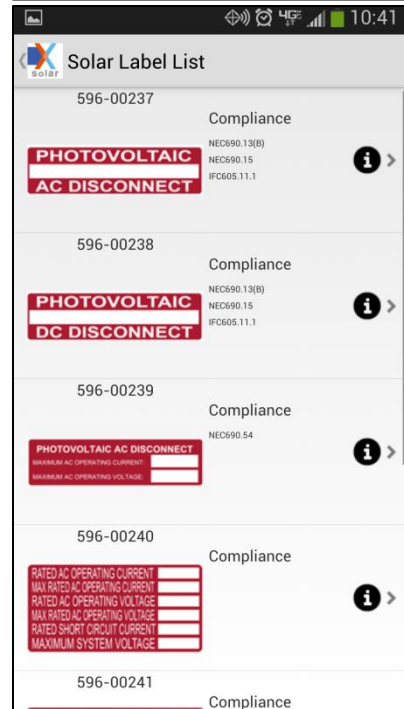 4G 10:41
solar
Solar Label List
596-00237
Compliance
PHOTOVOLTAIC
AC DISCONNECT
NEC690.13(B)
NEC690.15
IFC605.11.1
596-00238
Compliance
PHOTOVOLTAIC
DC DISCONNECT
NEC690.13(B)
NEC690.15
IFC605.11.1
596-00239
Compliance
PHOTOVOLTAIC AC DISCONNECT
MAXIMUM AC OPERATING CURRENT:
MAXIMUM AC OPERATING VOLTAGE:
NEC690.54
596-00240
Compliance
RATED AC OPERATING CURRENT
MAX RATED AC OPERATING CURRENT
RATED AC OPERATING VOLTAGE
MAX RATED AC OPERATING VOLTAGE
RATED SHORT CIRCUIT CURRENT
MAXIMUM SYSTEM VOLTAGE
596-00241
Compliance